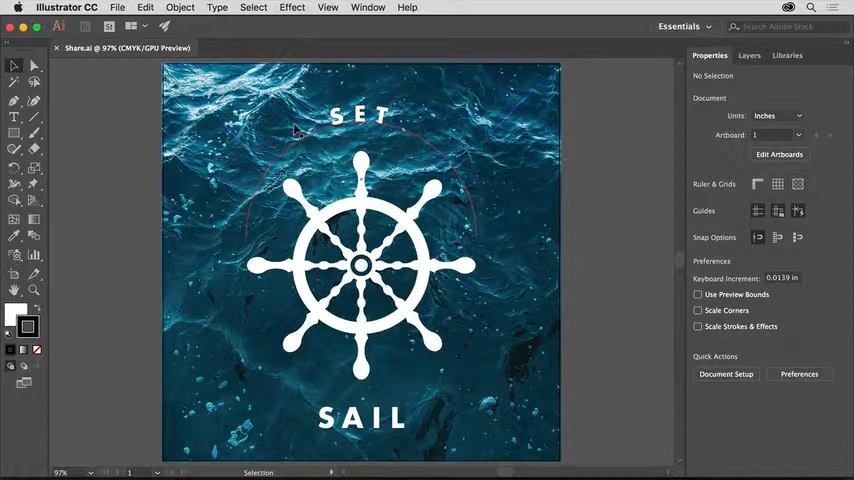 Illustrator CC File Edit Object Type Select Effect View Window Help
Ai Br St Essentials Search Adobe Stock
× Share.ai @ 97% (CMYK/GPU Preview)
Properties Layers Libraries
No Selection
Document
Units: Inches
Artboard: 1
Edit Artboards
Ruler & Grids
Guides
Snap Options
Preferences
Keyboard Increment: 0.0139 in
Use Preview Bounds
Scale Corners
Scale Strokes & Effects
Quick Actions
Document Setup Preferences
SET
SAIL
97% 1 Selection